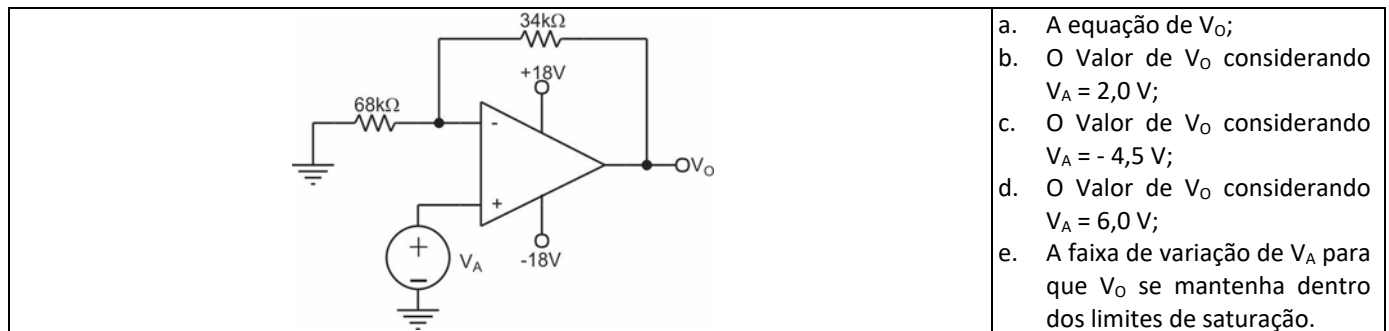 34kΩ
+18V
68kΩ
-
VO
+
+
VA
-18V
a. A equação de VO;
b. O Valor de VO considerando
VA = 2,0 V;
c. O Valor de VO considerando
VA = - 4,5 V;
d. O Valor de VO considerando
VA = 6,0 V;
e. A faixa de variação de VA para
que VO se mantenha dentro
dos limites de saturação.